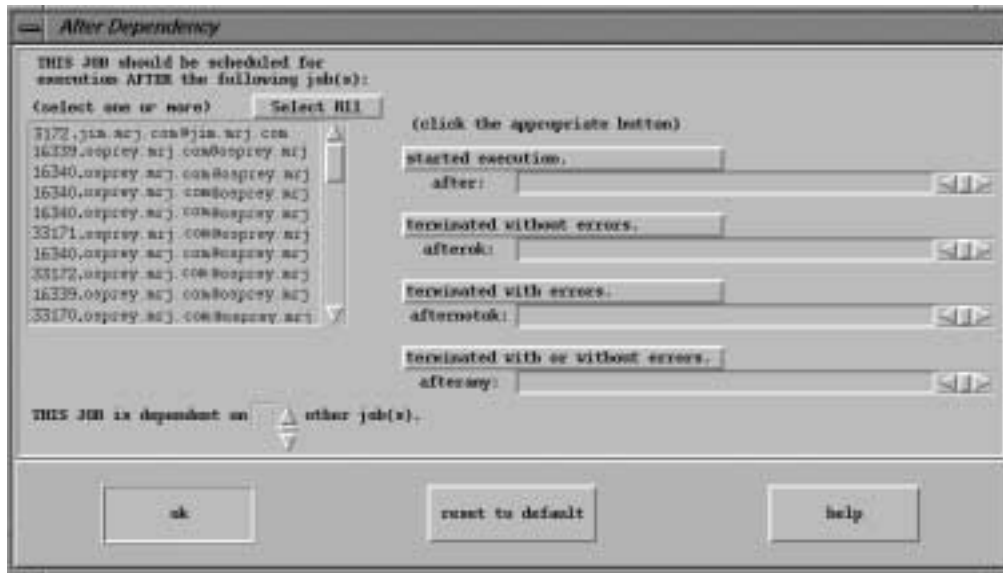 After Dependency
THIS JOB should be scheduled for
execution AFTER the following job(s):
(select one or more)
Select All
3172.jim.mrj.com@jim.mrj.com
16339.osprey.mrj.com@osprey.mrj
16340.osprey.mrj.com@osprey.mrj
16340.osprey.mrj.com@osprey.mrj
16340.osprey.mrj.com@osprey.mrj
33171.osprey.mrj.com@osprey.mrj
16340.osprey.mrj.com@osprey.mrj
33172.osprey.mrj.com@osprey.mrj
16339.osprey.mrj.com@osprey.mrj
33170.osprey.mrj.com@osprey.mrj
(click the appropriate button)
started execution.
after:
terminated without errors.
afterok:
terminated with errors.
afternotok:
terminated with or without errors.
afterany:
THIS JOB is dependent on other job(s).
ok
reset to default
help